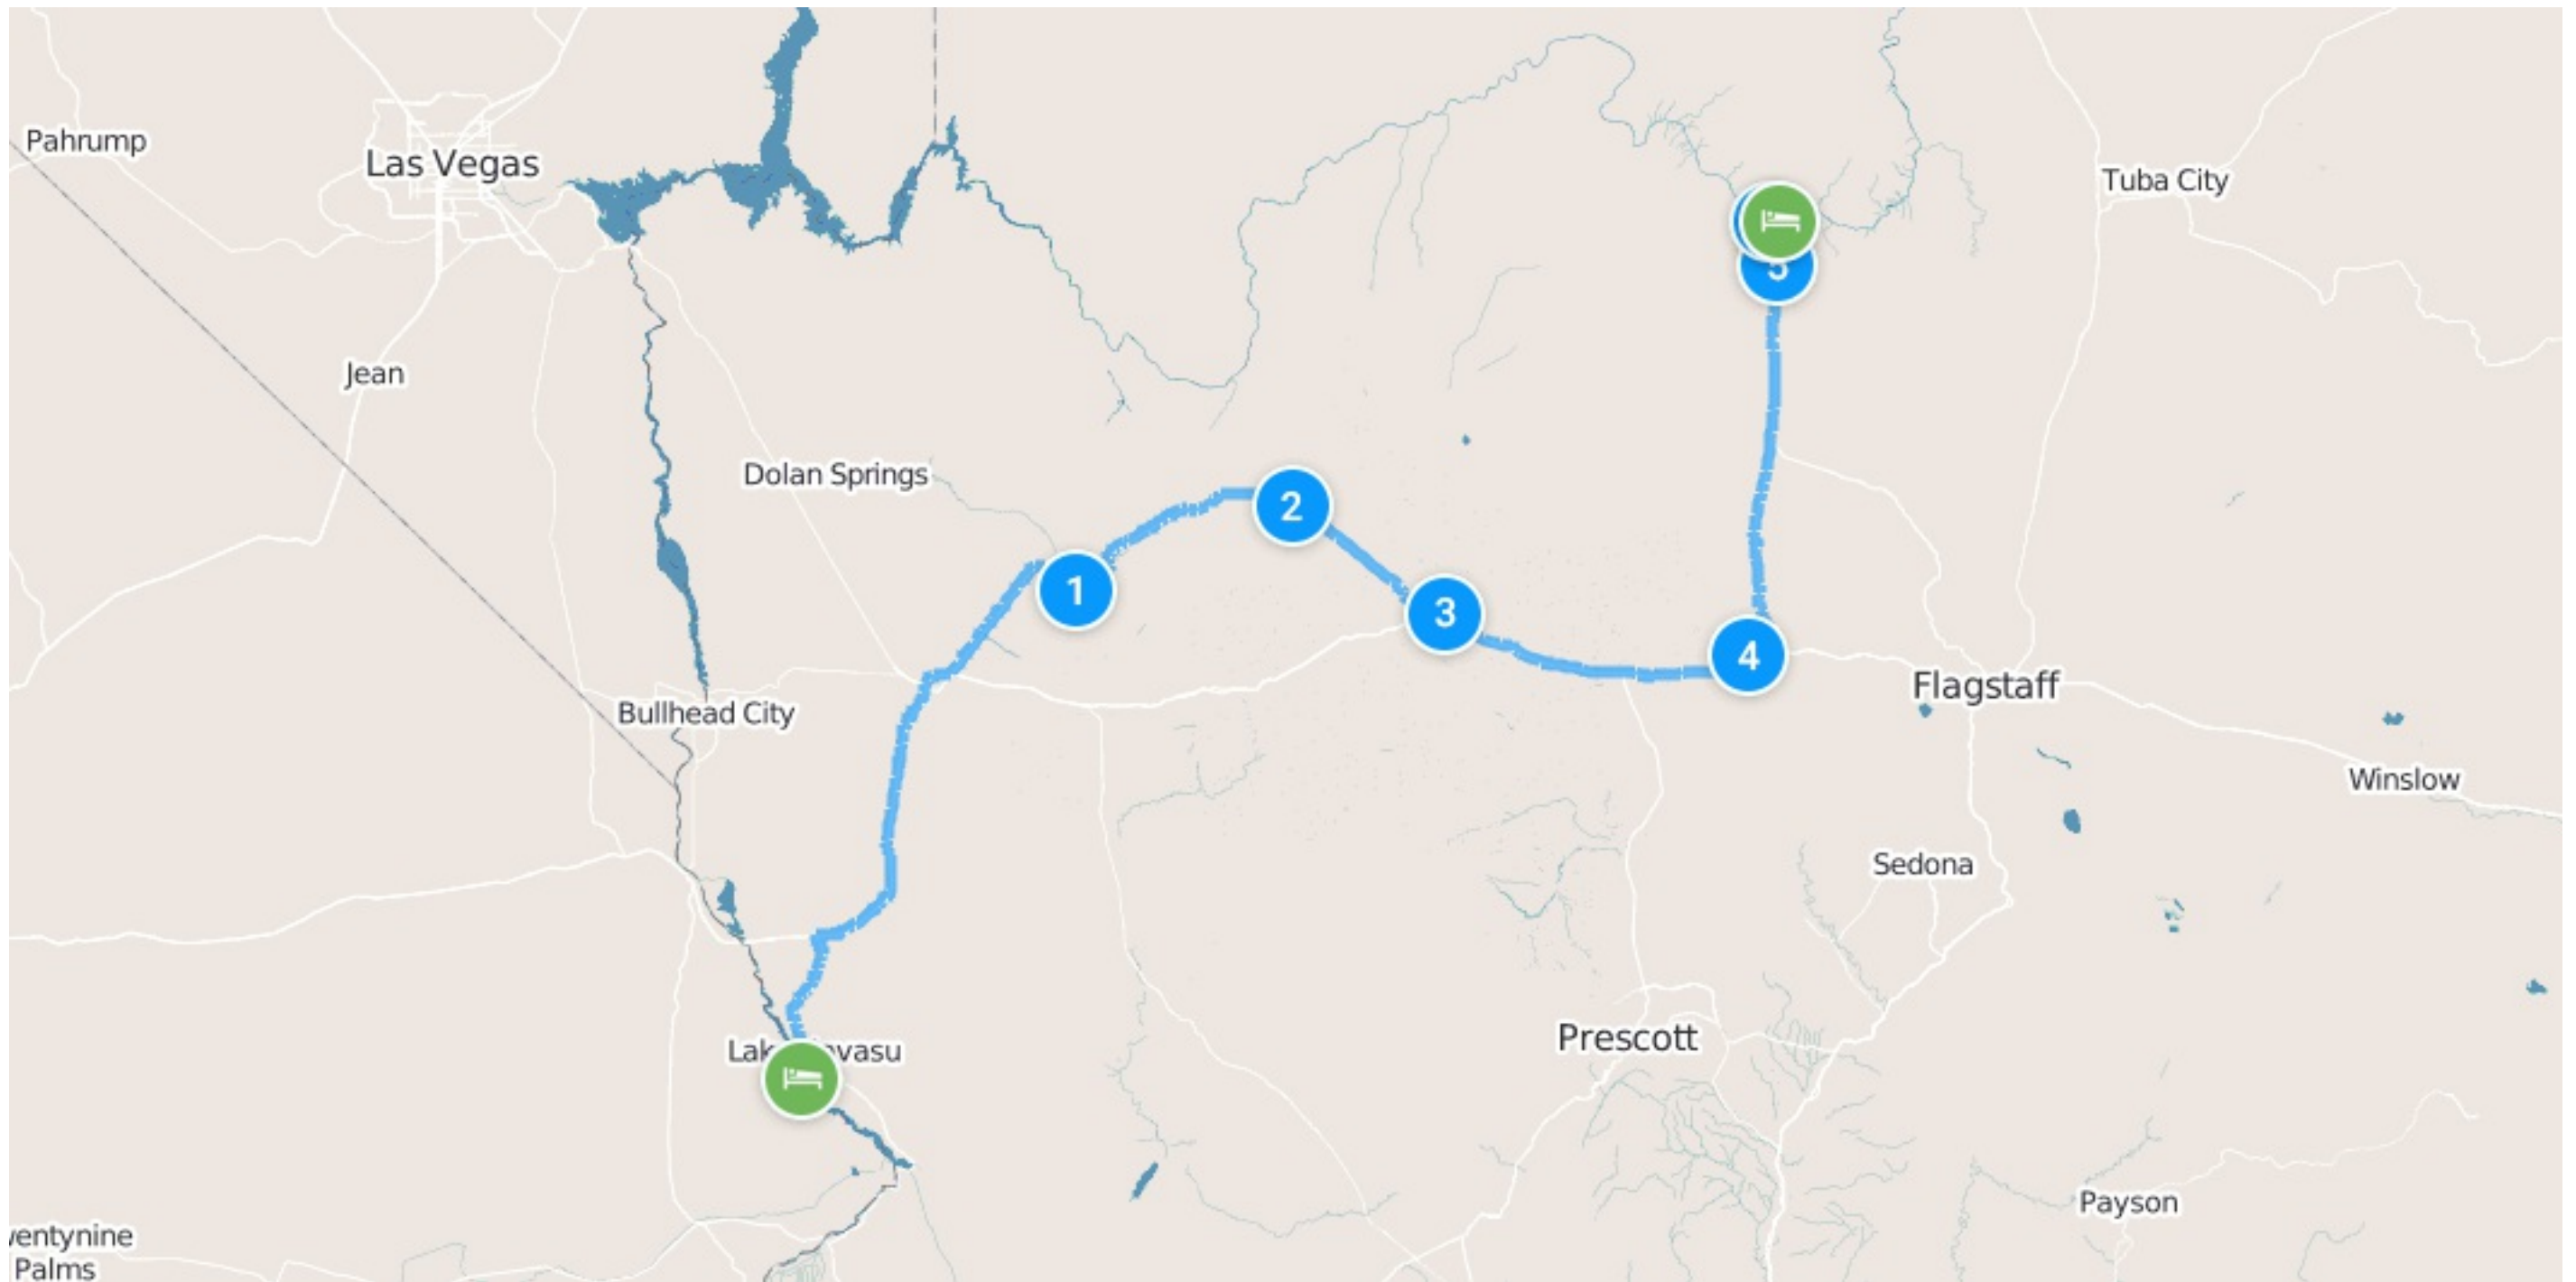 Pahrump
Las Vegas
Tuba City
5
Jean
Dolan Springs
2
1
3
4
Flagstaff
Bullhead City
Winslow
Sedona
Prescott
Lak vasu
Payson
entynine
Palms